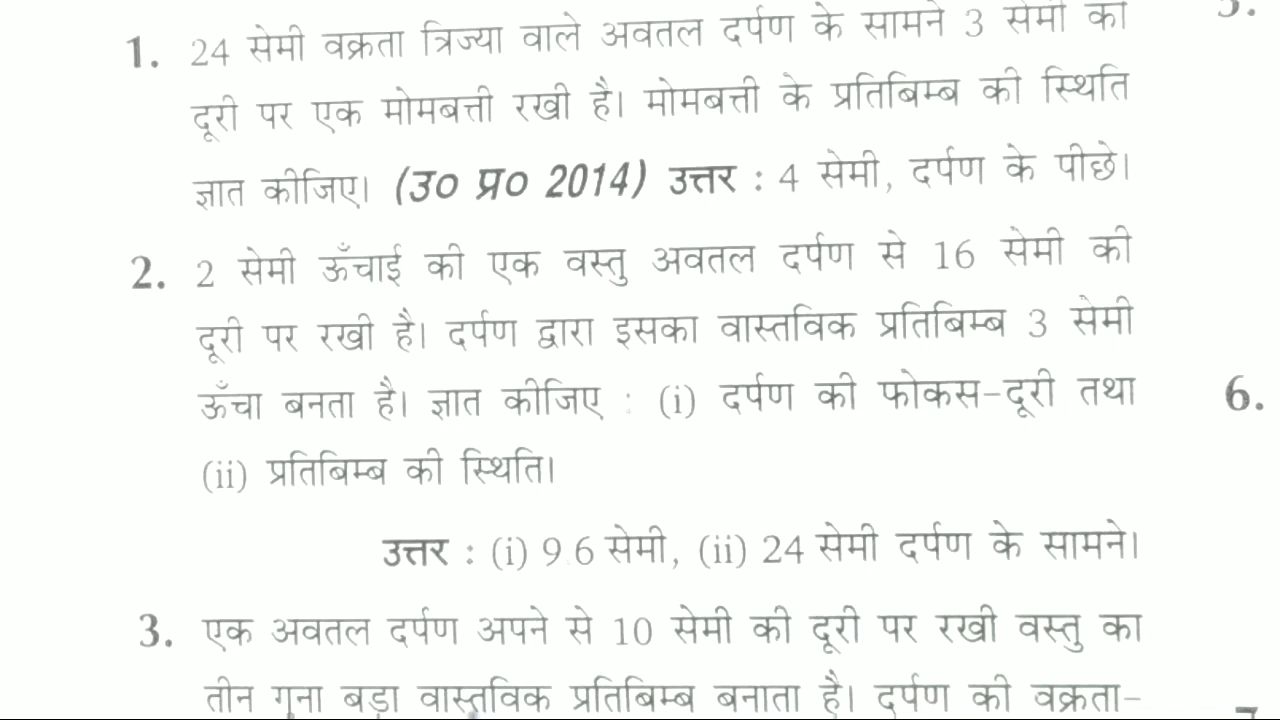 1. 24 सेमी वक्रता त्रिज्या वाले अवतल दर्पण के सामने 3 सेमी की
दूरी पर एक मोमबत्ती रखी है। मोमबत्ती के प्रतिबिम्ब की स्थिति
ज्ञात कीजिए। (उ० प्र० 2014) उत्तर : 4 सेमी, दर्पण के पीछे।
2. 2 सेमी ऊँचाई की एक वस्तु अवतल दर्पण से 16 सेमी की
दूरी पर रखी है। दर्पण द्वारा इसका वास्तविक प्रतिबिम्ब 3 सेमी
ऊँचा बनता है। ज्ञात कीजिए : (i) दर्पण की फोकस-दूरी तथा
(ii) प्रतिबिम्ब की स्थिति।
उत्तर : (i) 9.6 सेमी, (ii) 24 सेमी दर्पण के सामने।
3. एक अवतल दर्पण अपने से 10 सेमी की दूरी पर रखी वस्तु का
तीन गुना बड़ा वास्तविक प्रतिबिम्ब बनाता है। दर्पण की वक्रता-
6.